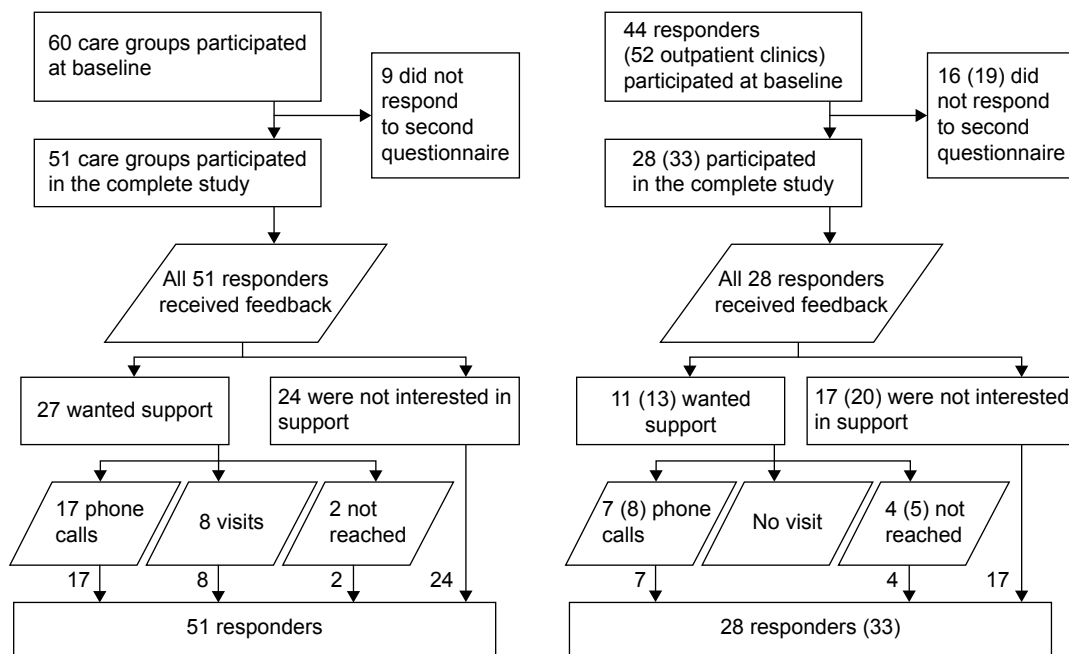 60 care groups participated
at baseline
9 did not
respond
to second
questionnaire
51 care groups participated
in the complete study
All 51 responders
received feedback
27 wanted support
24 were not interested in
support
17 phone
calls
8 visits
2 not
reached
17
8
2
24
51 responders
44 responders
(52 outpatient clinics)
participated at baseline
16 (19) did
not respond
to second
questionnaire
28 (33) participated
in the complete study
All 28 responders
received feedback
11 (13) wanted
support
17 (20) were not interested
in support
7 (8) phone
calls
No visit
4 (5) not
reached
7
4
17
28 responders (33)